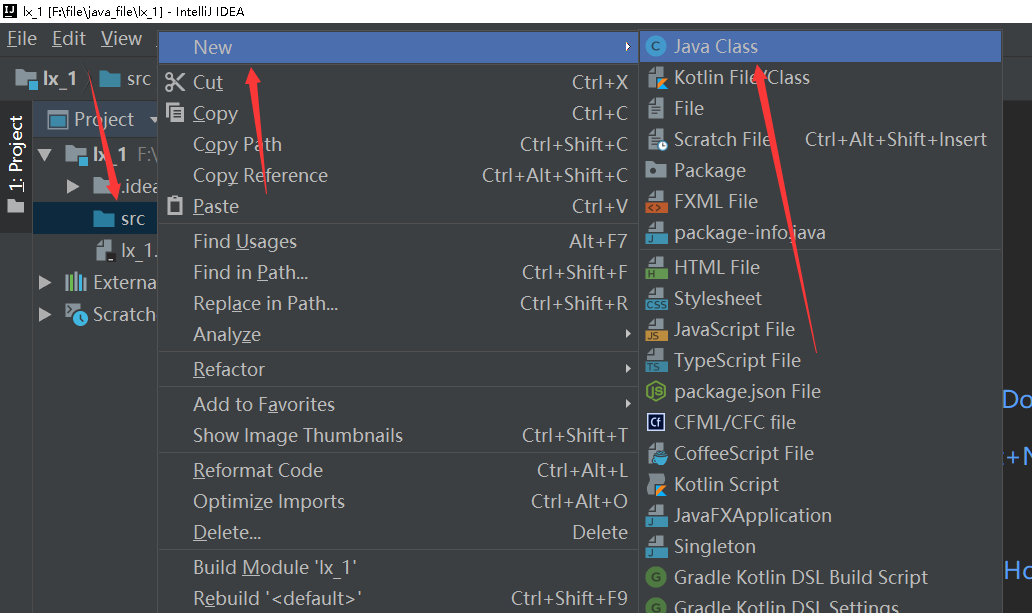 lx_1 [F:\file\java_file\lx_1] - IntelliJ IDEA
File Edit View
lx_1 src
1: Project
Project
lx_1 F:\
.idea
src
lx_1.
Externa
Scratch
New
Cut Ctrl+X
Copy Ctrl+C
Copy Path Ctrl+Shift+C
Copy Reference Ctrl+Alt+Shift+C
Paste Ctrl+V
Find Usages Alt+F7
Find in Path... Ctrl+Shift+F
Replace in Path... Ctrl+Shift+R
Analyze
Refactor
Add to Favorites
Show Image Thumbnails Ctrl+Shift+T
Reformat Code Ctrl+Alt+L
Optimize Imports Ctrl+Alt+O
Delete... Delete
Build Module 'lx_1'
Rebuild '<default>' Ctrl+Shift+F9
Java Class
Kotlin File/Class
File
Scratch File Ctrl+Alt+Shift+Insert
Package
FXML File
package-info.java
HTML File
Stylesheet
JavaScript File
TypeScript File
package.json File
CFML/CFC file
CoffeeScript File
Kotlin Script
JavaFXApplication
Singleton
Gradle Kotlin DSL Build Script
Gradle Kotlin DSL Settings
Do
+N
Ho